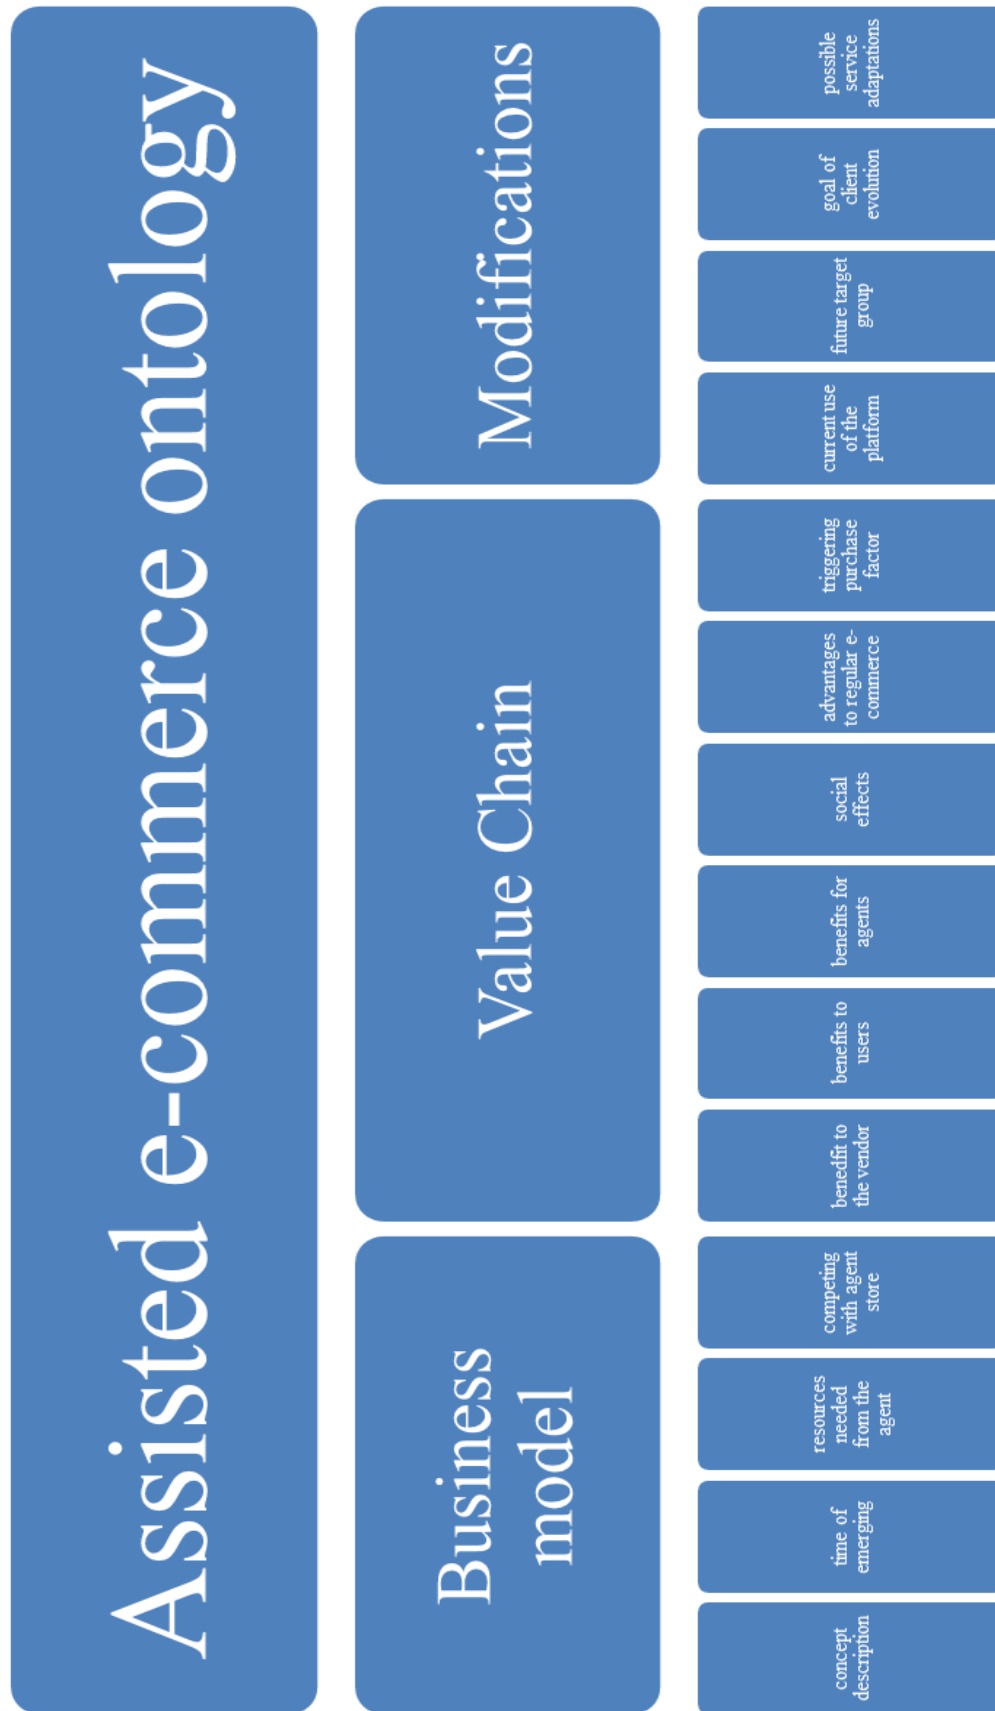 Assisted e-commerce ontology
Business
model
Value Chain
Modifications
concept
description
time of
emerging
resources
needed
from the
agent
competing
with agent
store
benedfit to
the vendor
benefits to
users
benefits for
agents
social
effects
advantages
to regular e-
commerce
triggering
purchase
factor
current use
of the
platform
future target
group
goal of
client
evolution
possible
service
adaptations